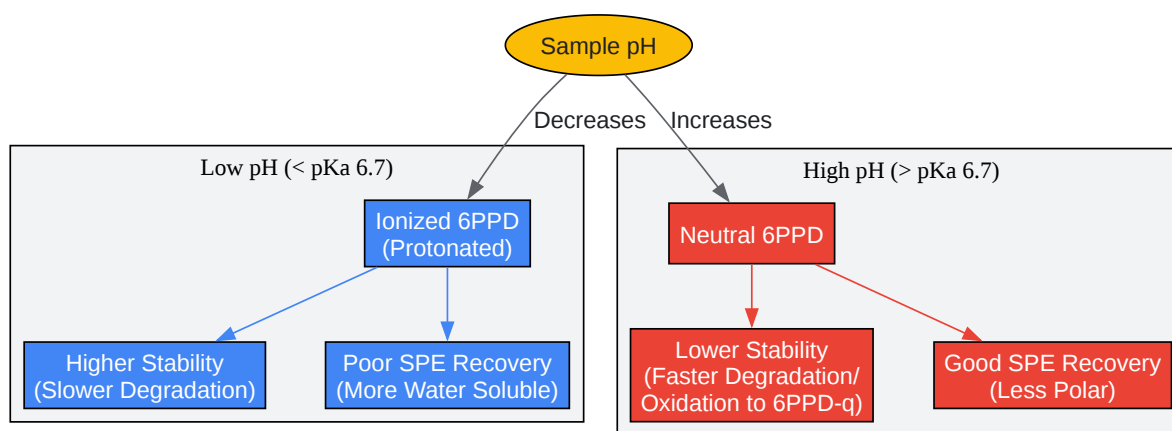 Sample pH
Decreases
Increases
Low pH (< pKa 6.7)
High pH (> pKa 6.7)
Ionized 6PPD
(Protonated)
Neutral 6PPD
Higher Stability
(Slower Degradation)
Poor SPE Recovery
(More Water Soluble)
Lower Stability
(Faster Degradation/
Oxidation to 6PPD-q)
Good SPE Recovery
(Less Polar)